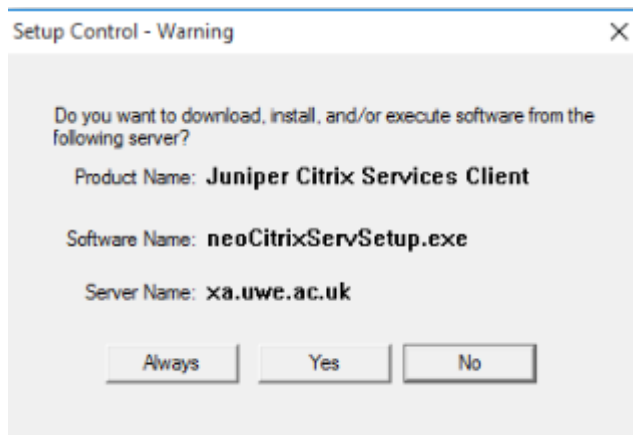 Setup Control - Warning
Do you want to download, install, and/or execute software from the
following server?
Product Name: Juniper Citrix Services Client
Software Name: neoCitrixServSetup.exe
Server Name: xa.uwe.ac.uk
Always Yes No